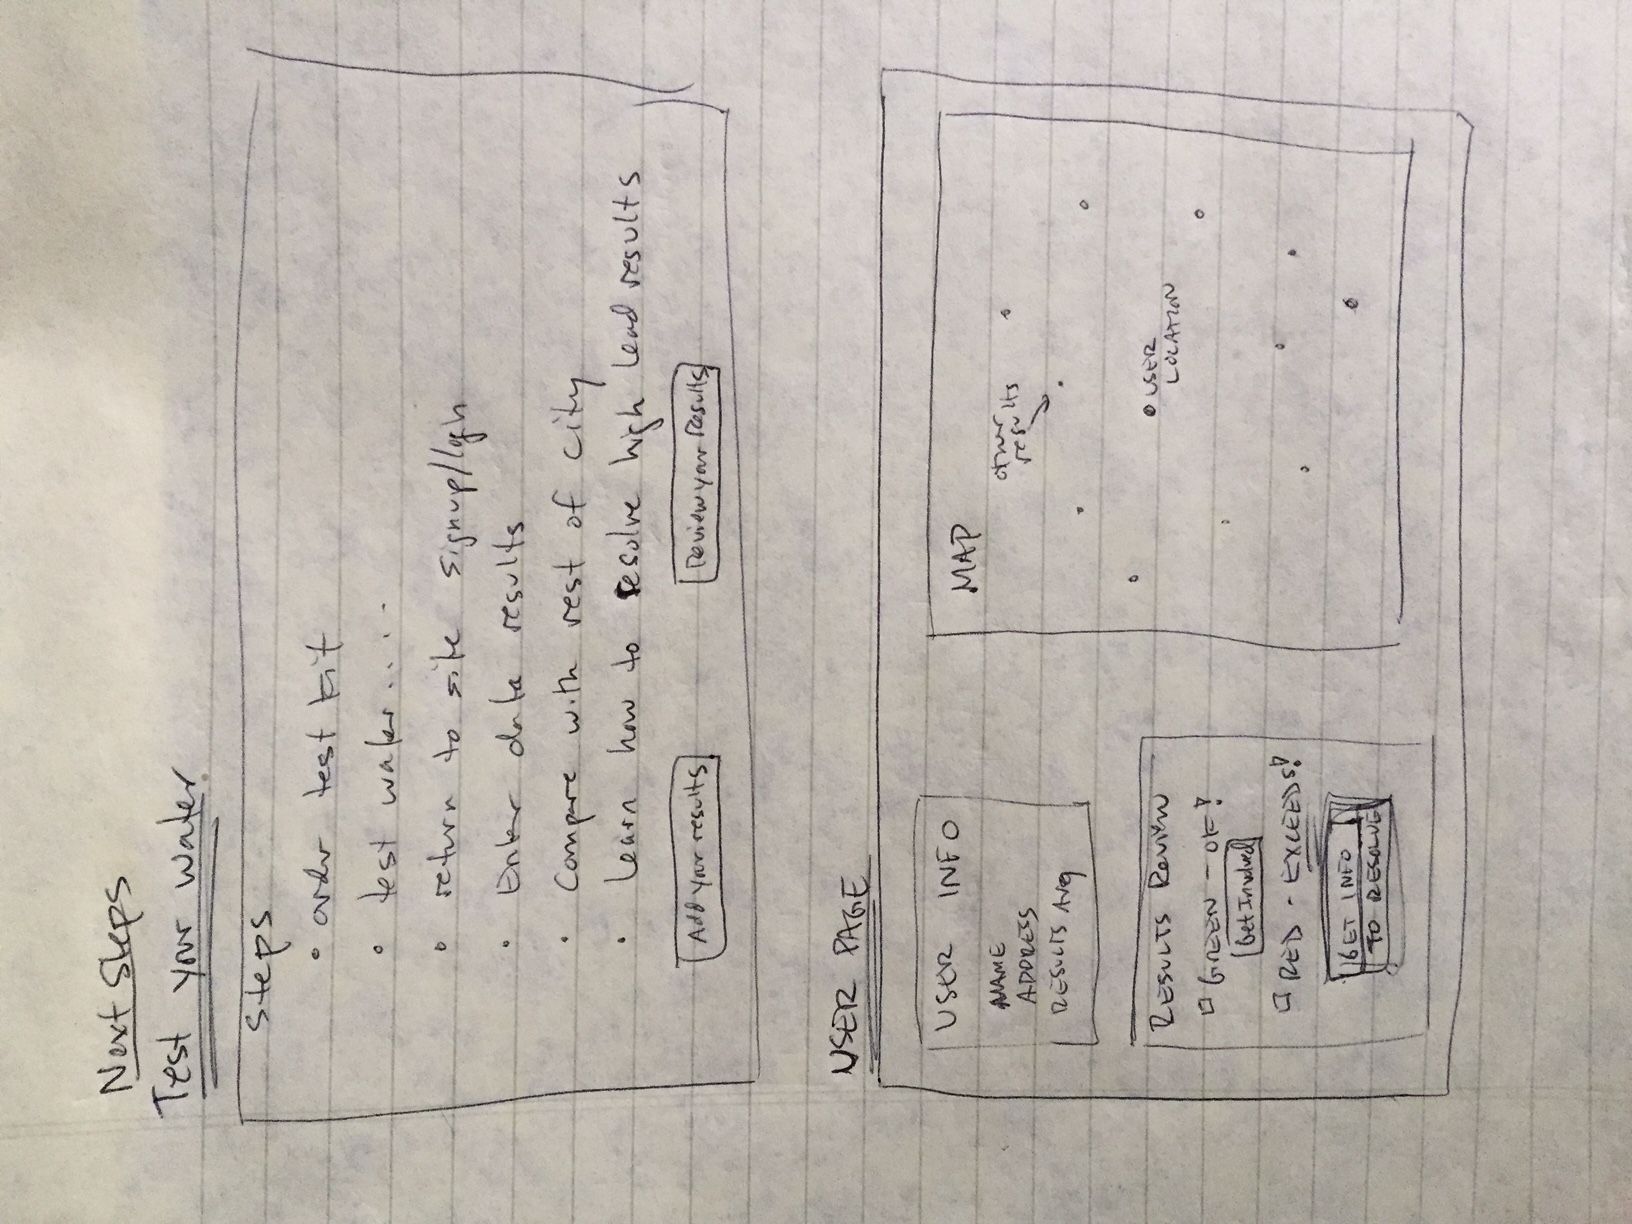 Next Steps
Test your water
Steps
• order test kit
• test water.....
• return to site signup/login
• Enter data results
• Compare with rest of city
• Learn how to resolve high lead results
Add your results
Review your Results
USER PAGE
USER INFO
NAME
ADDRESS
RESULTS Avg
RESULTS Review
GREEN - OK!
Get Involved
RED - EXCEEDS!
GET INFO
TO RESOLVE
MAP
other
results
USER
LOCATION